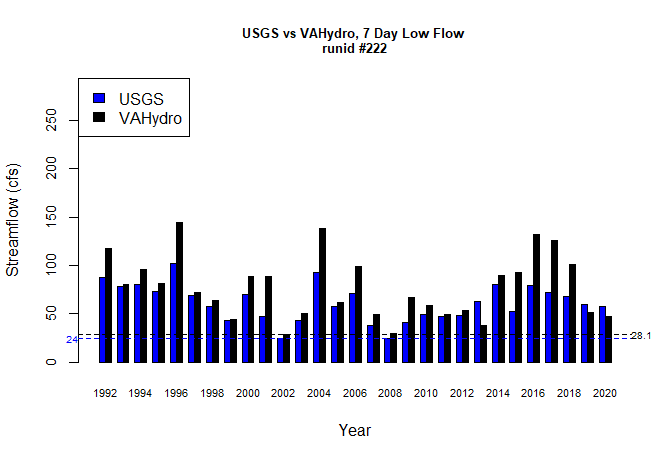 USGS vs VAHydro, 7 Day Low Flow
runid #222
USGS
VAHydro
Streamflow (cfs)
250
200
150
100
50
0
24
28.1
1992 1994 1996 1998 2000 2002 2004 2006 2008 2010 2012 2014 2016 2018 2020
Year